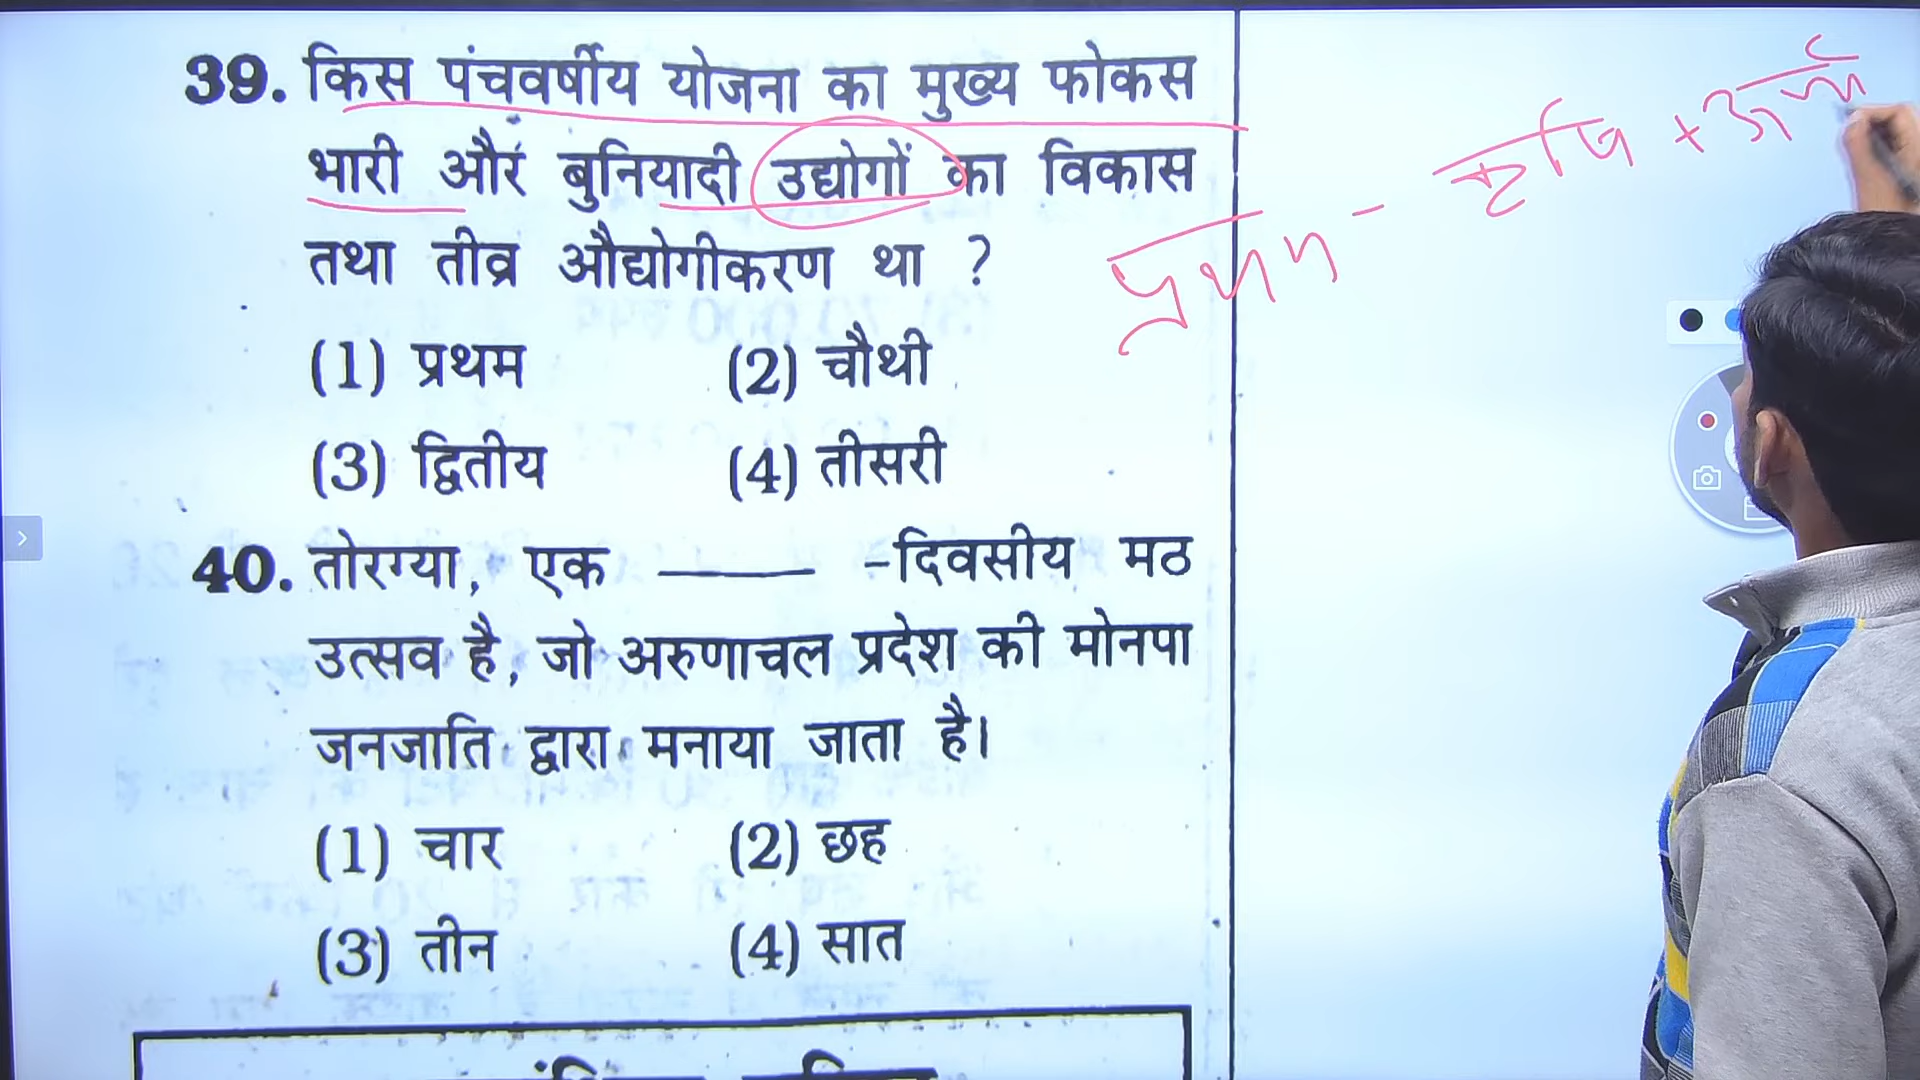 39. किस पंचवर्षीय योजना का मुख्य फोकस
भारी और बुनियादी उद्योगों का विकास
तथा तीव्र औद्योगीकरण था ?
(1) प्रथम (2) चौथी
(3) द्वितीय (4) तीसरी
40. तोरग्या, एक ——— -दिवसीय मठ
उत्सव है, जो अरुणाचल प्रदेश की मोनपा
जनजाति द्वारा मनाया जाता है।
(1) चार (2) छह
(3) तीन (4) सात
प्रथम - कृषि + ऊर्जा